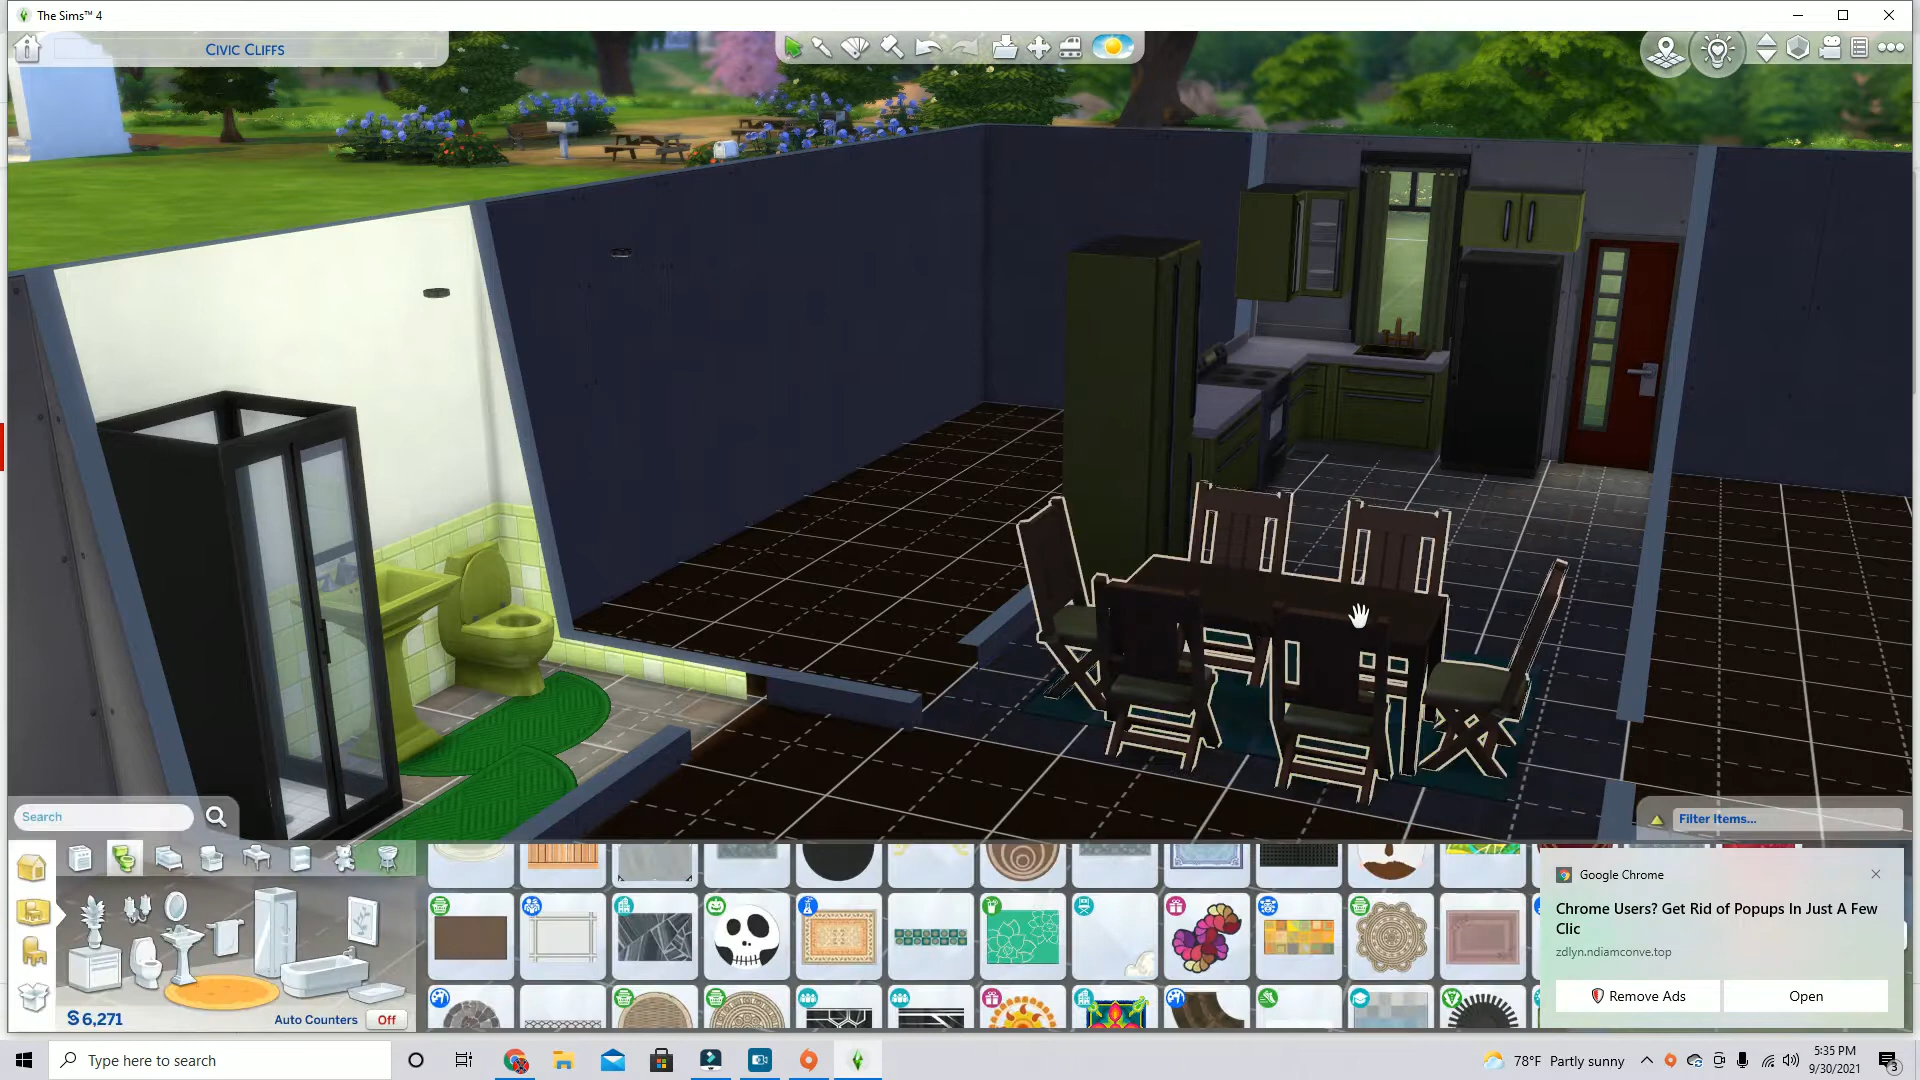 The Sims™ 4
CIVIC CLIFFS
Search
Filter Items...
Google Chrome
Chrome Users? Get Rid of Popups In Just A Few
Clic
zdlyn.ndiamconve.top
Remove Ads
Open
§6,271
Auto Counters
Off
Type here to search
78°F Partly sunny
5:35 PM
9/30/2021
3